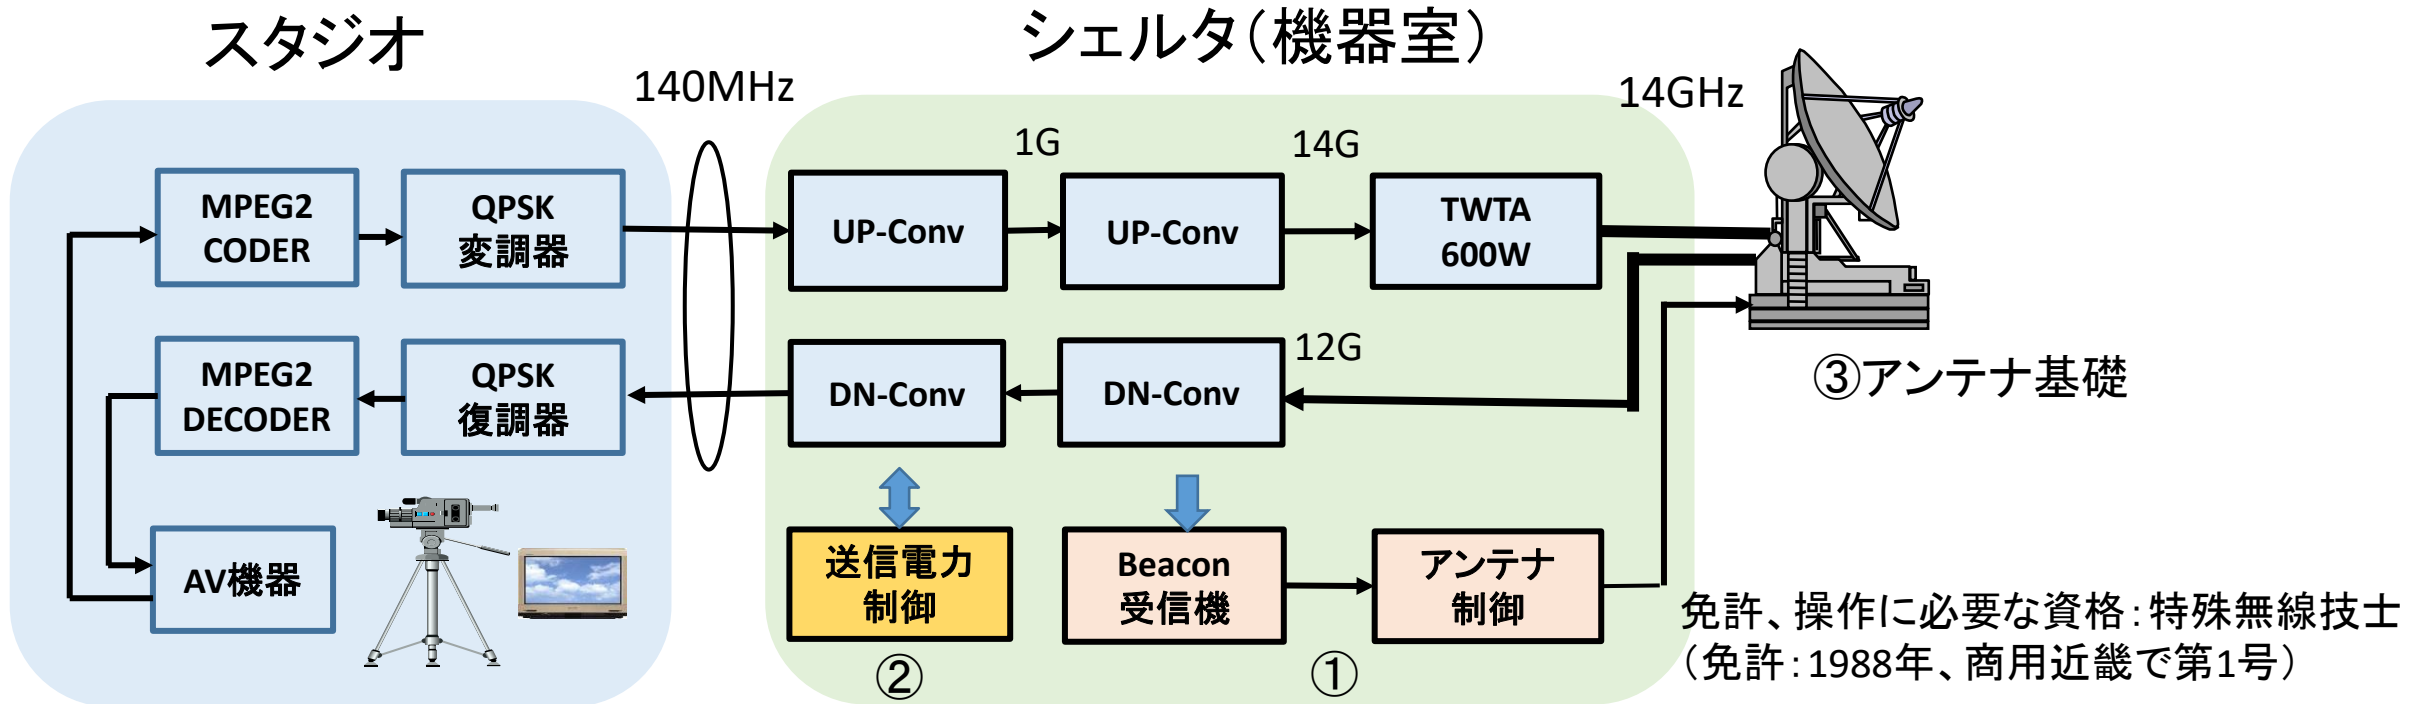 スタジオ
シェルタ(機器室)
140MHz
14GHz
1G
14G
MPEG2
CODER
QPSK
変調器
UP-Conv
UP-Conv
TWTA
600W
12G
MPEG2
DECODER
QPSK
復調器
DN-Conv
DN-Conv
③アンテナ基礎
AV機器
送信電力
制御
Beacon
受信機
アンテナ
制御
②
①
免許、操作に必要な資格:特殊無線技士
(免許:1988年、商用近畿で第1号)